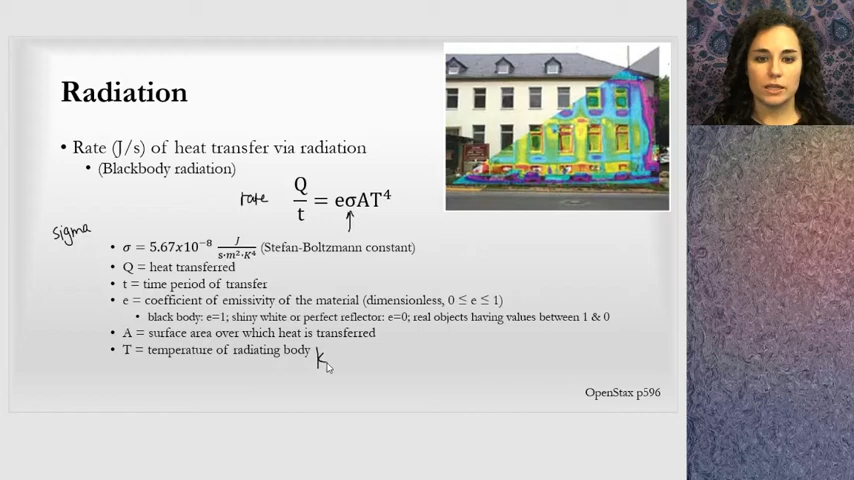 Radiation
• Rate (J/s) of heat transfer via radiation
• (Blackbody radiation)
rate Q/t = eσAT⁴
sigma
• σ = 5.67x10⁻⁸ J/(s·m²·K⁴) (Stefan-Boltzmann constant)
• Q = heat transferred
• t = time period of transfer
• e = coefficient of emissivity of the material (dimensionless, 0 ≤ e ≤ 1)
• black body: e=1; shiny white or perfect reflector: e=0; real objects having values between 1 & 0
• A = surface area over which heat is transferred
• T = temperature of radiating body K
OpenStax p596